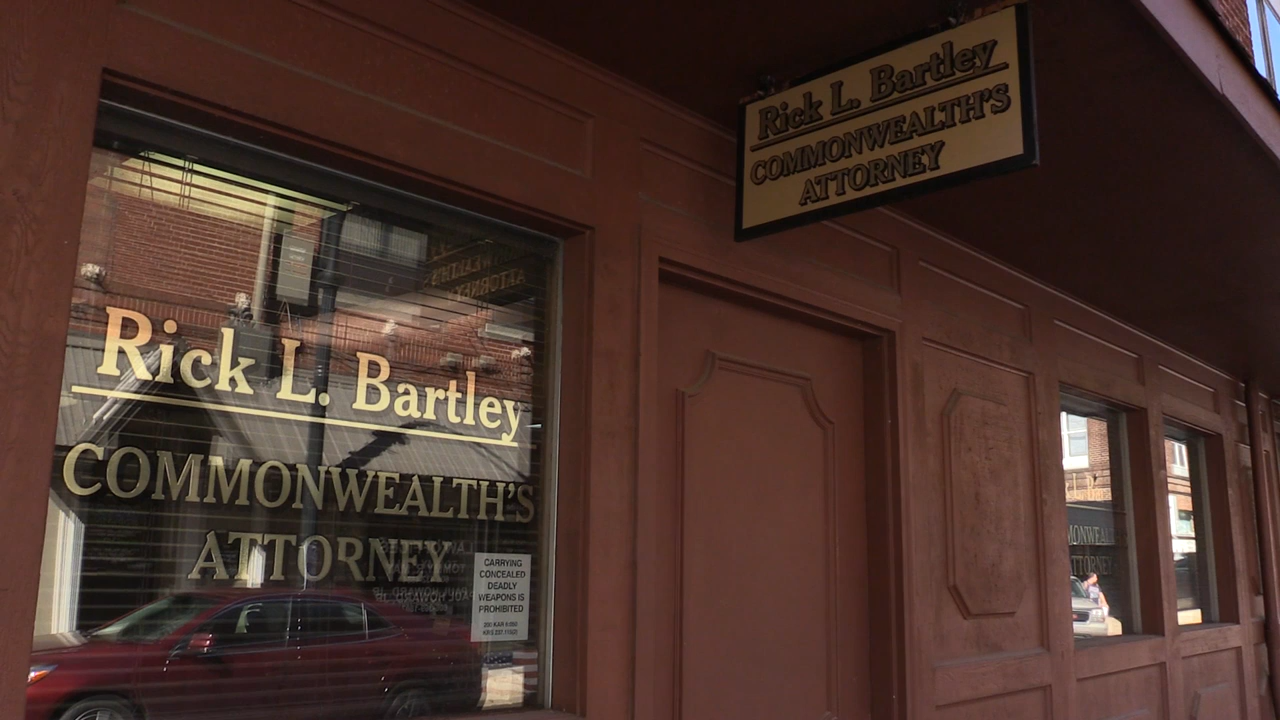 Rick L. Bartley
COMMONWEALTH'S
ATTORNEY
Rick L. Bartley
COMMONWEALTH'S
ATTORNEY
CARRYING
CONCEALED
DEADLY
WEAPONS IS
PROHIBITED